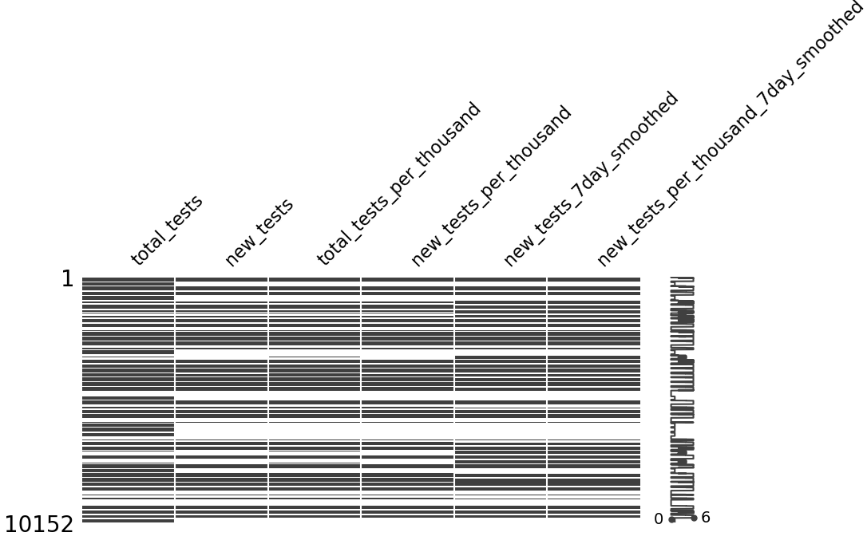 total_tests
new_tests
total_tests_per_thousand
new_tests_per_thousand
new_tests_7day_smoothed
new_tests_per_thousand_7day_smoothed
1
10152
0
6